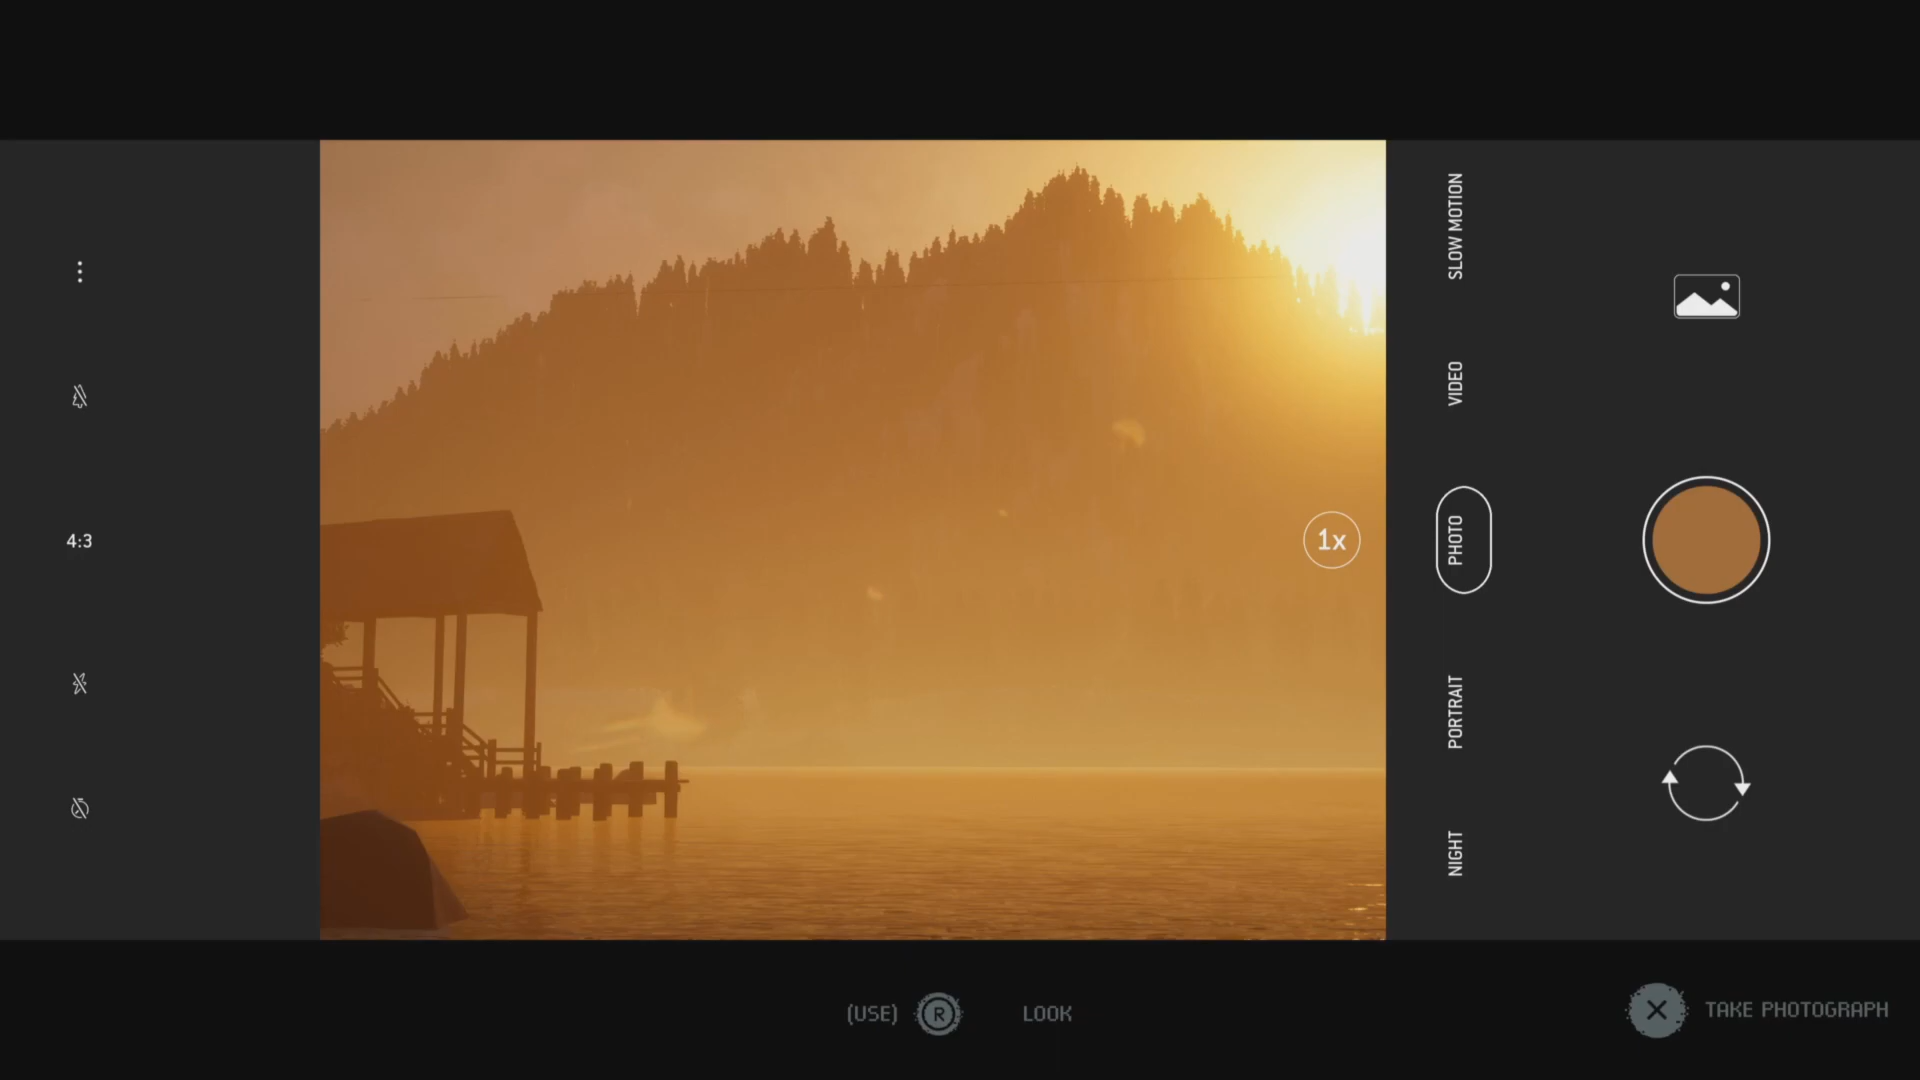 SLOW MOTION
VIDEO
PHOTO
PORTRAIT
NIGHT
4:3
1x
(USE) R LOOK
TAKE PHOTOGRAPH